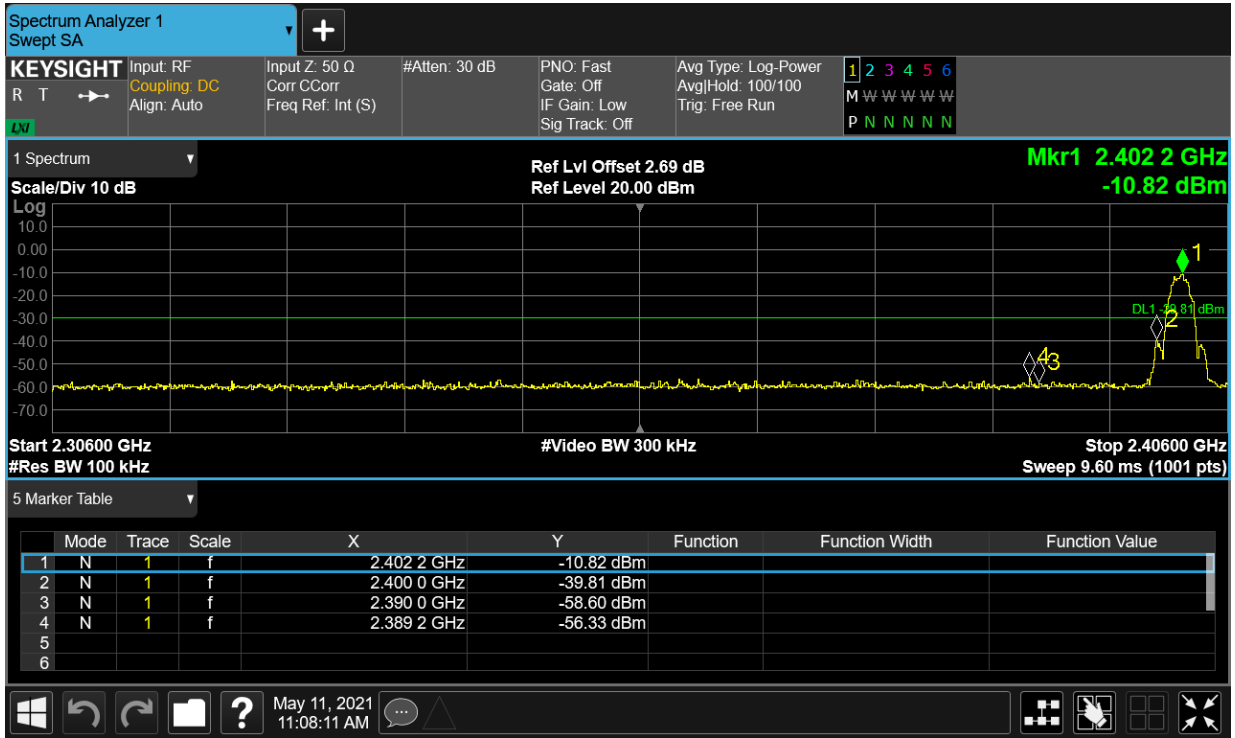 Spectrum Analyzer 1
Swept SA
KEYSIGHT
R T
LXI
Input: RF
Coupling: DC
Align: Auto
Input Z: 50 Ω
Corr CCorr
Freq Ref: Int (S)
#Atten: 30 dB
PNO: Fast
Gate: Off
IF Gain: Low
Sig Track: Off
Avg Type: Log-Power
Avg|Hold: 100/100
Trig: Free Run
1 2 3 4 5 6
M W W W W W
P N N N N N
1 Spectrum
Scale/Div 10 dB
Ref Lvl Offset 2.69 dB
Ref Level 20.00 dBm
Mkr1 2.402 2 GHz
-10.82 dBm
Log
10.0
0.00
-10.0
-20.0
-30.0
-40.0
-50.0
-60.0
-70.0
1
DL1 -29.81 dBm
2
43
Start 2.30600 GHz
#Res BW 100 kHz
#Video BW 300 kHz
Stop 2.40600 GHz
Sweep 9.60 ms (1001 pts)
5 Marker Table
Mode Trace Scale X Y Function Function Width Function Value
1 N 1 f 2.402 2 GHz -10.82 dBm
2 N 1 f 2.400 0 GHz -39.81 dBm
3 N 1 f 2.390 0 GHz -58.60 dBm
4 N 1 f 2.389 2 GHz -56.33 dBm
5
6
?
May 11, 2021
11:08:11 AM